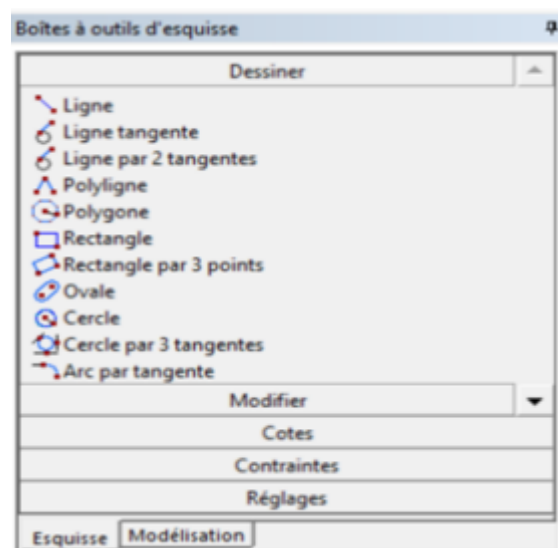 Boîtes à outils d'esquisse
Dessiner
Ligne
Ligne tangente
Ligne par 2 tangentes
Polyligne
Polygone
Rectangle
Rectangle par 3 points
Ovale
Cercle
Cercle par 3 tangentes
Arc par tangente
Modifier
Cotes
Contraintes
Réglages
Esquisse Modélisation